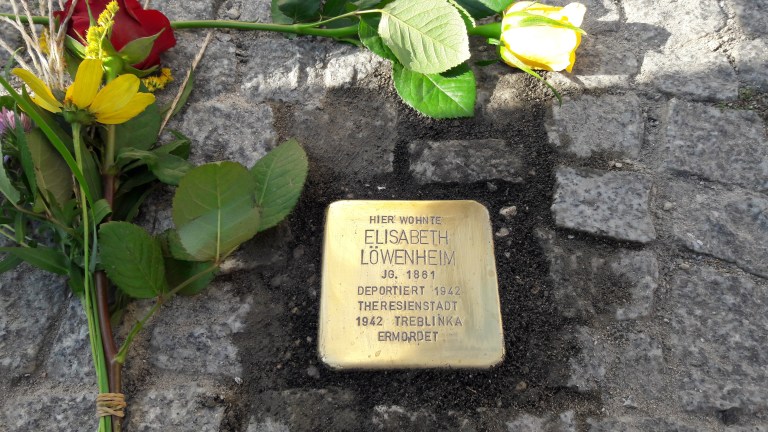 HIER WOHNTE
ELISABETH
LÖWENHEIM
JG. 1881
DEPORTIERT 1942
THERESIENSTADT
1942 TREBLINKA
ERMORDET